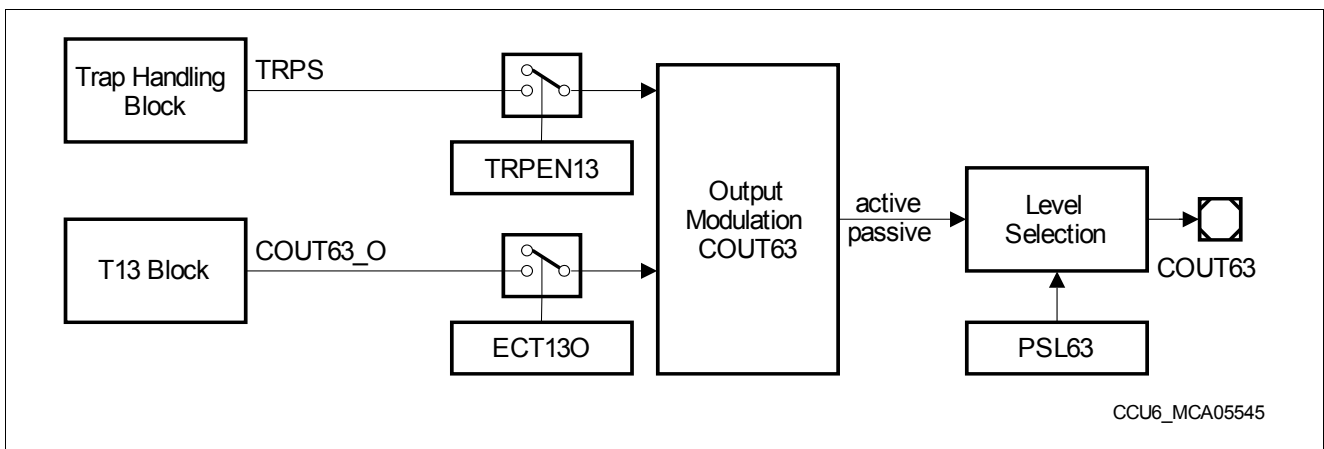 Trap Handling
Block
TRPS
TRPEN13
T13 Block
COUT63_O
ECT13O
Output
Modulation
COUT63
active
passive
Level
Selection
PSL63
COUT63
CCU6_MCA05545